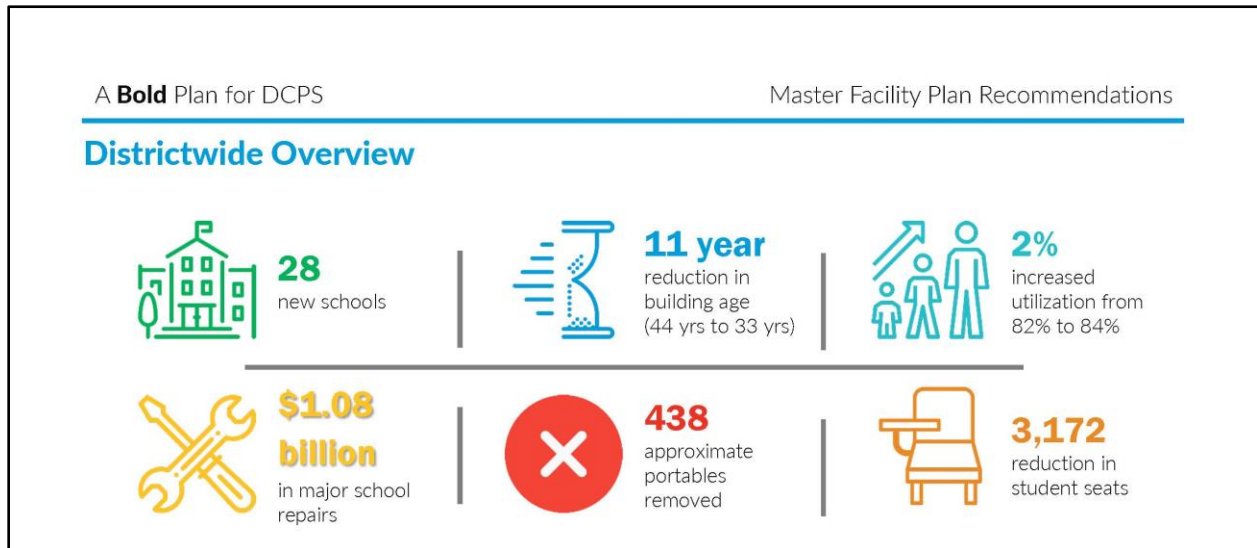 A Bold Plan for DCPS
Master Facility Plan Recommendations
Districtwide Overview
28
new schools
11 year
reduction in
building age
(44 yrs to 33 yrs)
2%
increased
utilization from
82% to 84%
$1.08
billion
in major school
repairs
438
approximate
portables
removed
3,172
reduction in
student seats